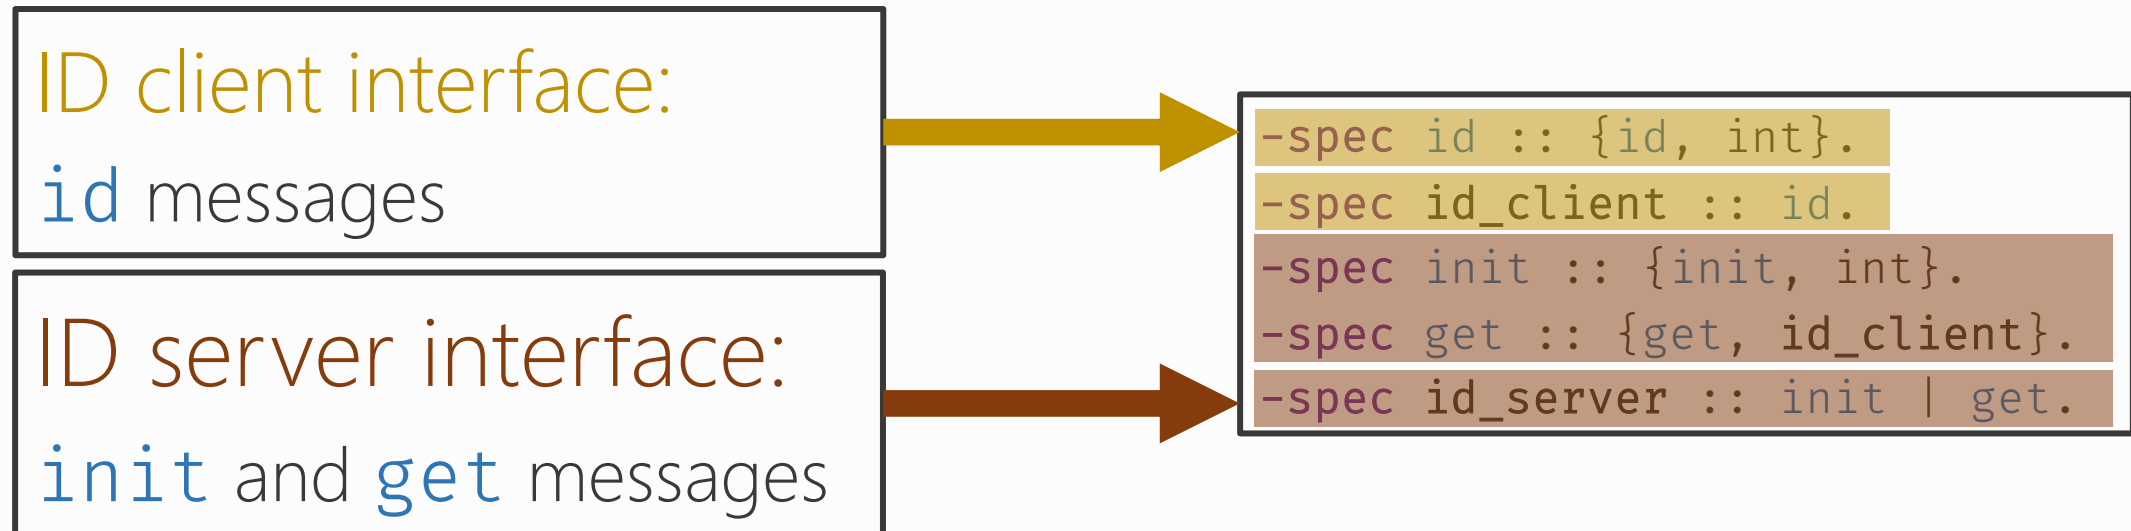 ID client interface:
id messages
ID server interface:
init and get messages
-spec id :: {id, int}.
-spec id_client :: id.
-spec init :: {init, int}.
-spec get :: {get, id_client}.
-spec id_server :: init | get.